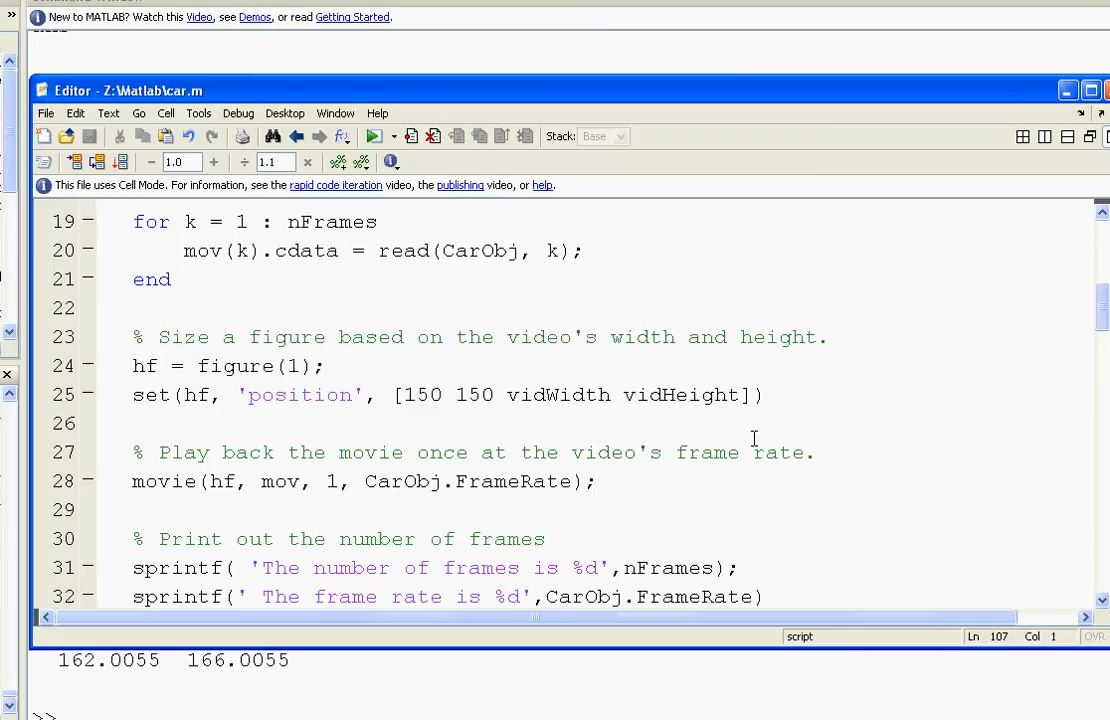 New to MATLAB? Watch this Video, see Demos, or read Getting Started.
Editor - Z:\Matlab\car.m
File Edit Text Go Cell Tools Debug Desktop Window Help
Stack: Base
1.0 1.1
This file uses Cell Mode. For information, see the rapid code iteration video, the publishing video, or help.
19 for k = 1 : nFrames
20 mov(k).cdata = read(CarObj, k);
21 end
22
23 % Size a figure based on the video's width and height.
24 hf = figure(1);
25 set(hf, 'position', [150 150 vidWidth vidHeight])
26
27 % Play back the movie once at the video's frame rate.
28 movie(hf, mov, 1, CarObj.FrameRate);
29
30 % Print out the number of frames
31 sprintf( 'The number of frames is %d',nFrames);
32 sprintf(' The frame rate is %d',CarObj.FrameRate)
script Ln 107 Col 1 OVR
162.0055 166.0055
>>